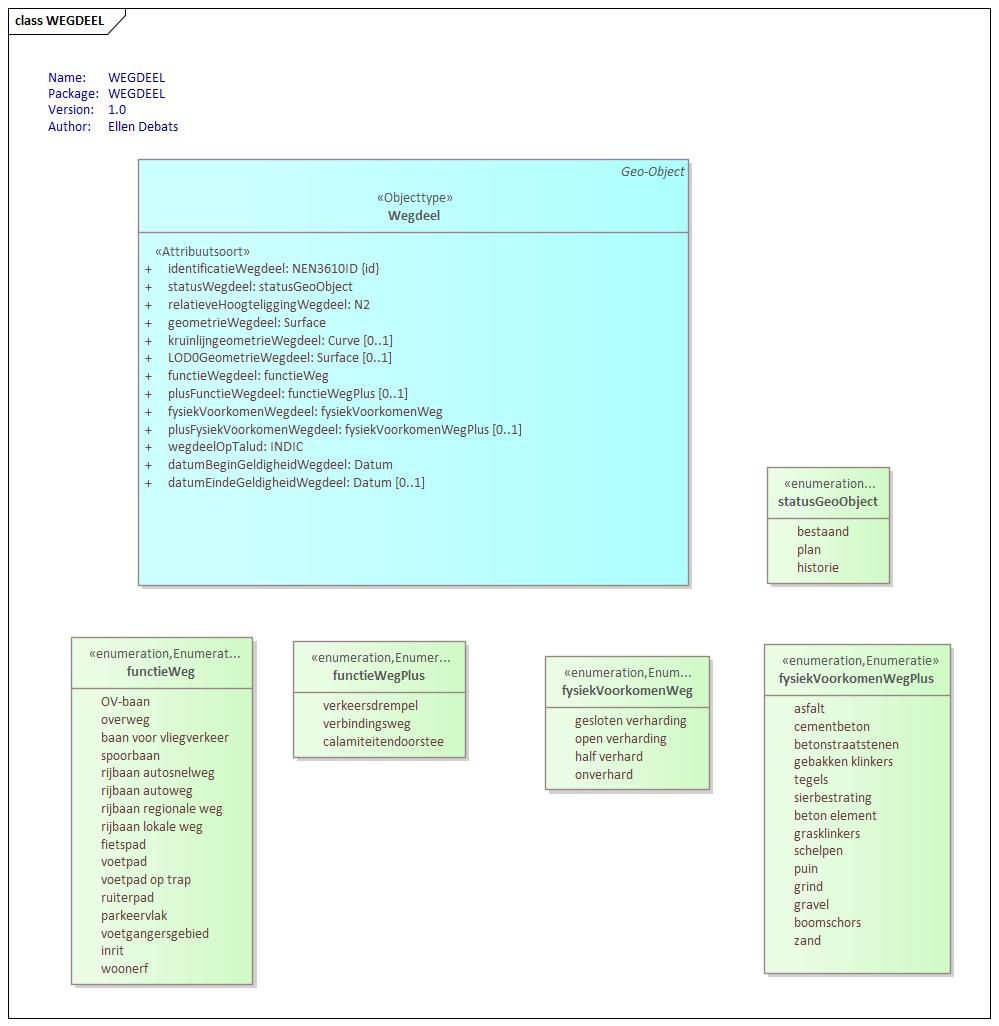 class WEGDEEL
Name: WEGDEEL
Package: WEGDEEL
Version: 1.0
Author: Ellen Debats
Geo-Object
«Objecttype»
Wegdeel
«Attribuutsoort»
+ identificatieWegdeel: NEN3610ID {id}
+ statusWegdeel: statusGeoObject
+ relatieveHoogteliggingWegdeel: N2
+ geometrieWegdeel: Surface
+ kruinlijngeometrieWegdeel: Curve [0..1]
+ LOD0GeometrieWegdeel: Surface [0..1]
+ functieWegdeel: functieWeg
+ plusFunctieWegdeel: functieWegPlus [0..1]
+ fysiekVoorkomenWegdeel: fysiekVoorkomenWeg
+ plusFysiekVoorkomenWegdeel: fysiekVoorkomenWegPlus [0..1]
+ wegdeelOpTalud: INDIC
+ datumBeginGeldigheidWegdeel: Datum
+ datumEindeGeldigheidWegdeel: Datum [0..1]
«enumeration...
statusGeoObject
bestaand
plan
historie
«enumeration,Enumerat...
functieWeg
OV-baan
overweg
baan voor vliegverkeer
spoorbaan
rijbaan autosnelweg
rijbaan autoweg
rijbaan regionale weg
rijbaan lokale weg
fietspad
voetpad
voetpad op trap
ruiterpad
parkeervlak
voetgangersgebied
inrit
woonerf
«enumeration,Enumer...
functieWegPlus
verkeersdrempel
verbindingsweg
calamiteitendoorstee
«enumeration,Enum...
fysiekVoorkomenWeg
gesloten verharding
open verharding
half verhard
onverhard
«enumeration,Enumeratie»
fysiekVoorkomenWegPlus
asfalt
cementbeton
betonstraatstenen
gebakken klinkers
tegels
sierbestrating
beton element
grasklinkers
schelpen
puin
grind
gravel
boomschors
zand